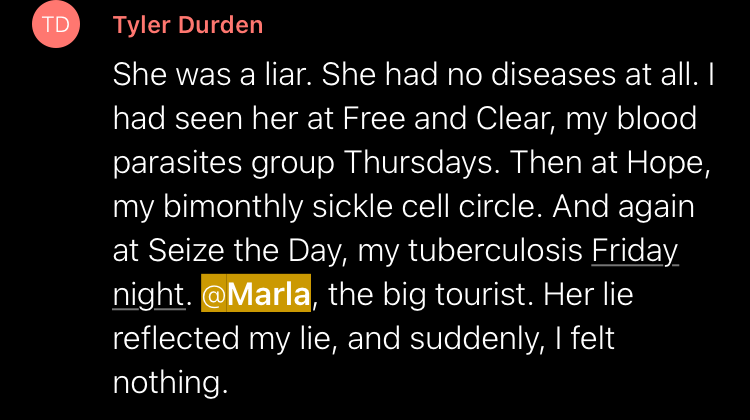 TD
Tyler Durden
She was a liar. She had no diseases at all. I
had seen her at Free and Clear, my blood
parasites group Thursdays. Then at Hope,
my bimonthly sickle cell circle. And again
at Seize the Day, my tuberculosis Friday
night. @Marla, the big tourist. Her lie
reflected my lie, and suddenly, I felt
nothing.